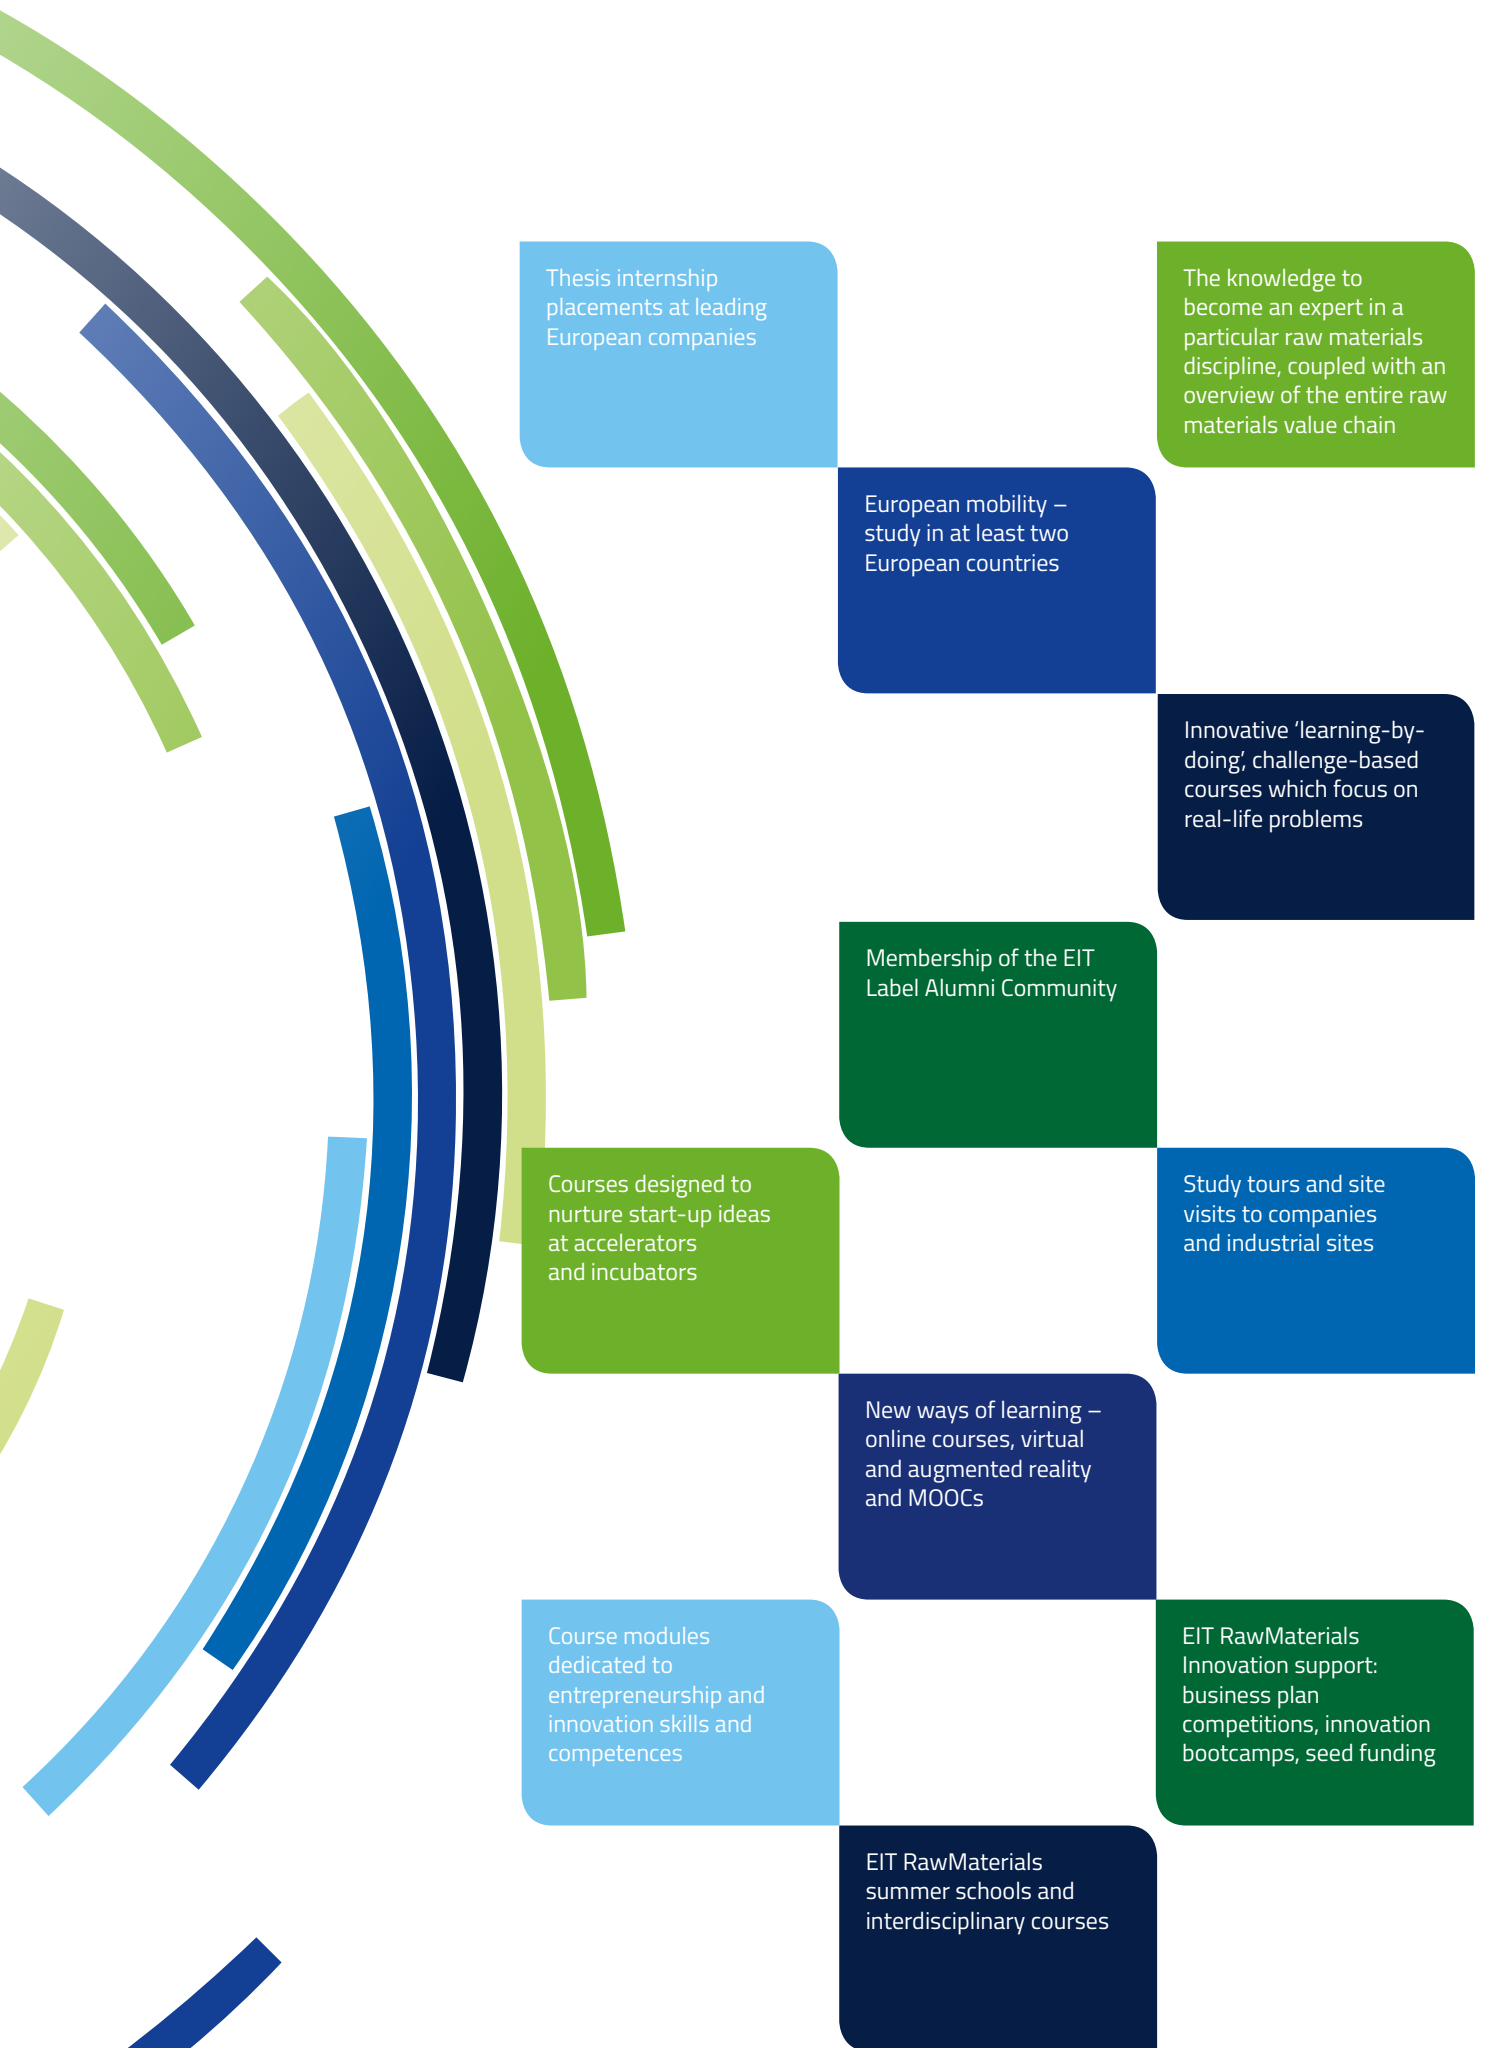 Thesis internship
placements at leading
European companies
The knowledge to
become an expert in a
particular raw materials
discipline, coupled with an
overview of the entire raw
materials value chain
European mobility –
study in at least two
European countries
Innovative ‘learning-by-
doing’, challenge-based
courses which focus on
real-life problems
Membership of the EIT
Label Alumni Community
Courses designed to
nurture start-up ideas
at accelerators
and incubators
Study tours and site
visits to companies
and industrial sites
New ways of learning –
online courses, virtual
and augmented reality
and MOOCs
Course modules
dedicated to
entrepreneurship and
innovation skills and
competences
EIT RawMaterials
Innovation support:
business plan
competitions, innovation
bootcamps, seed funding
EIT RawMaterials
summer schools and
interdisciplinary courses